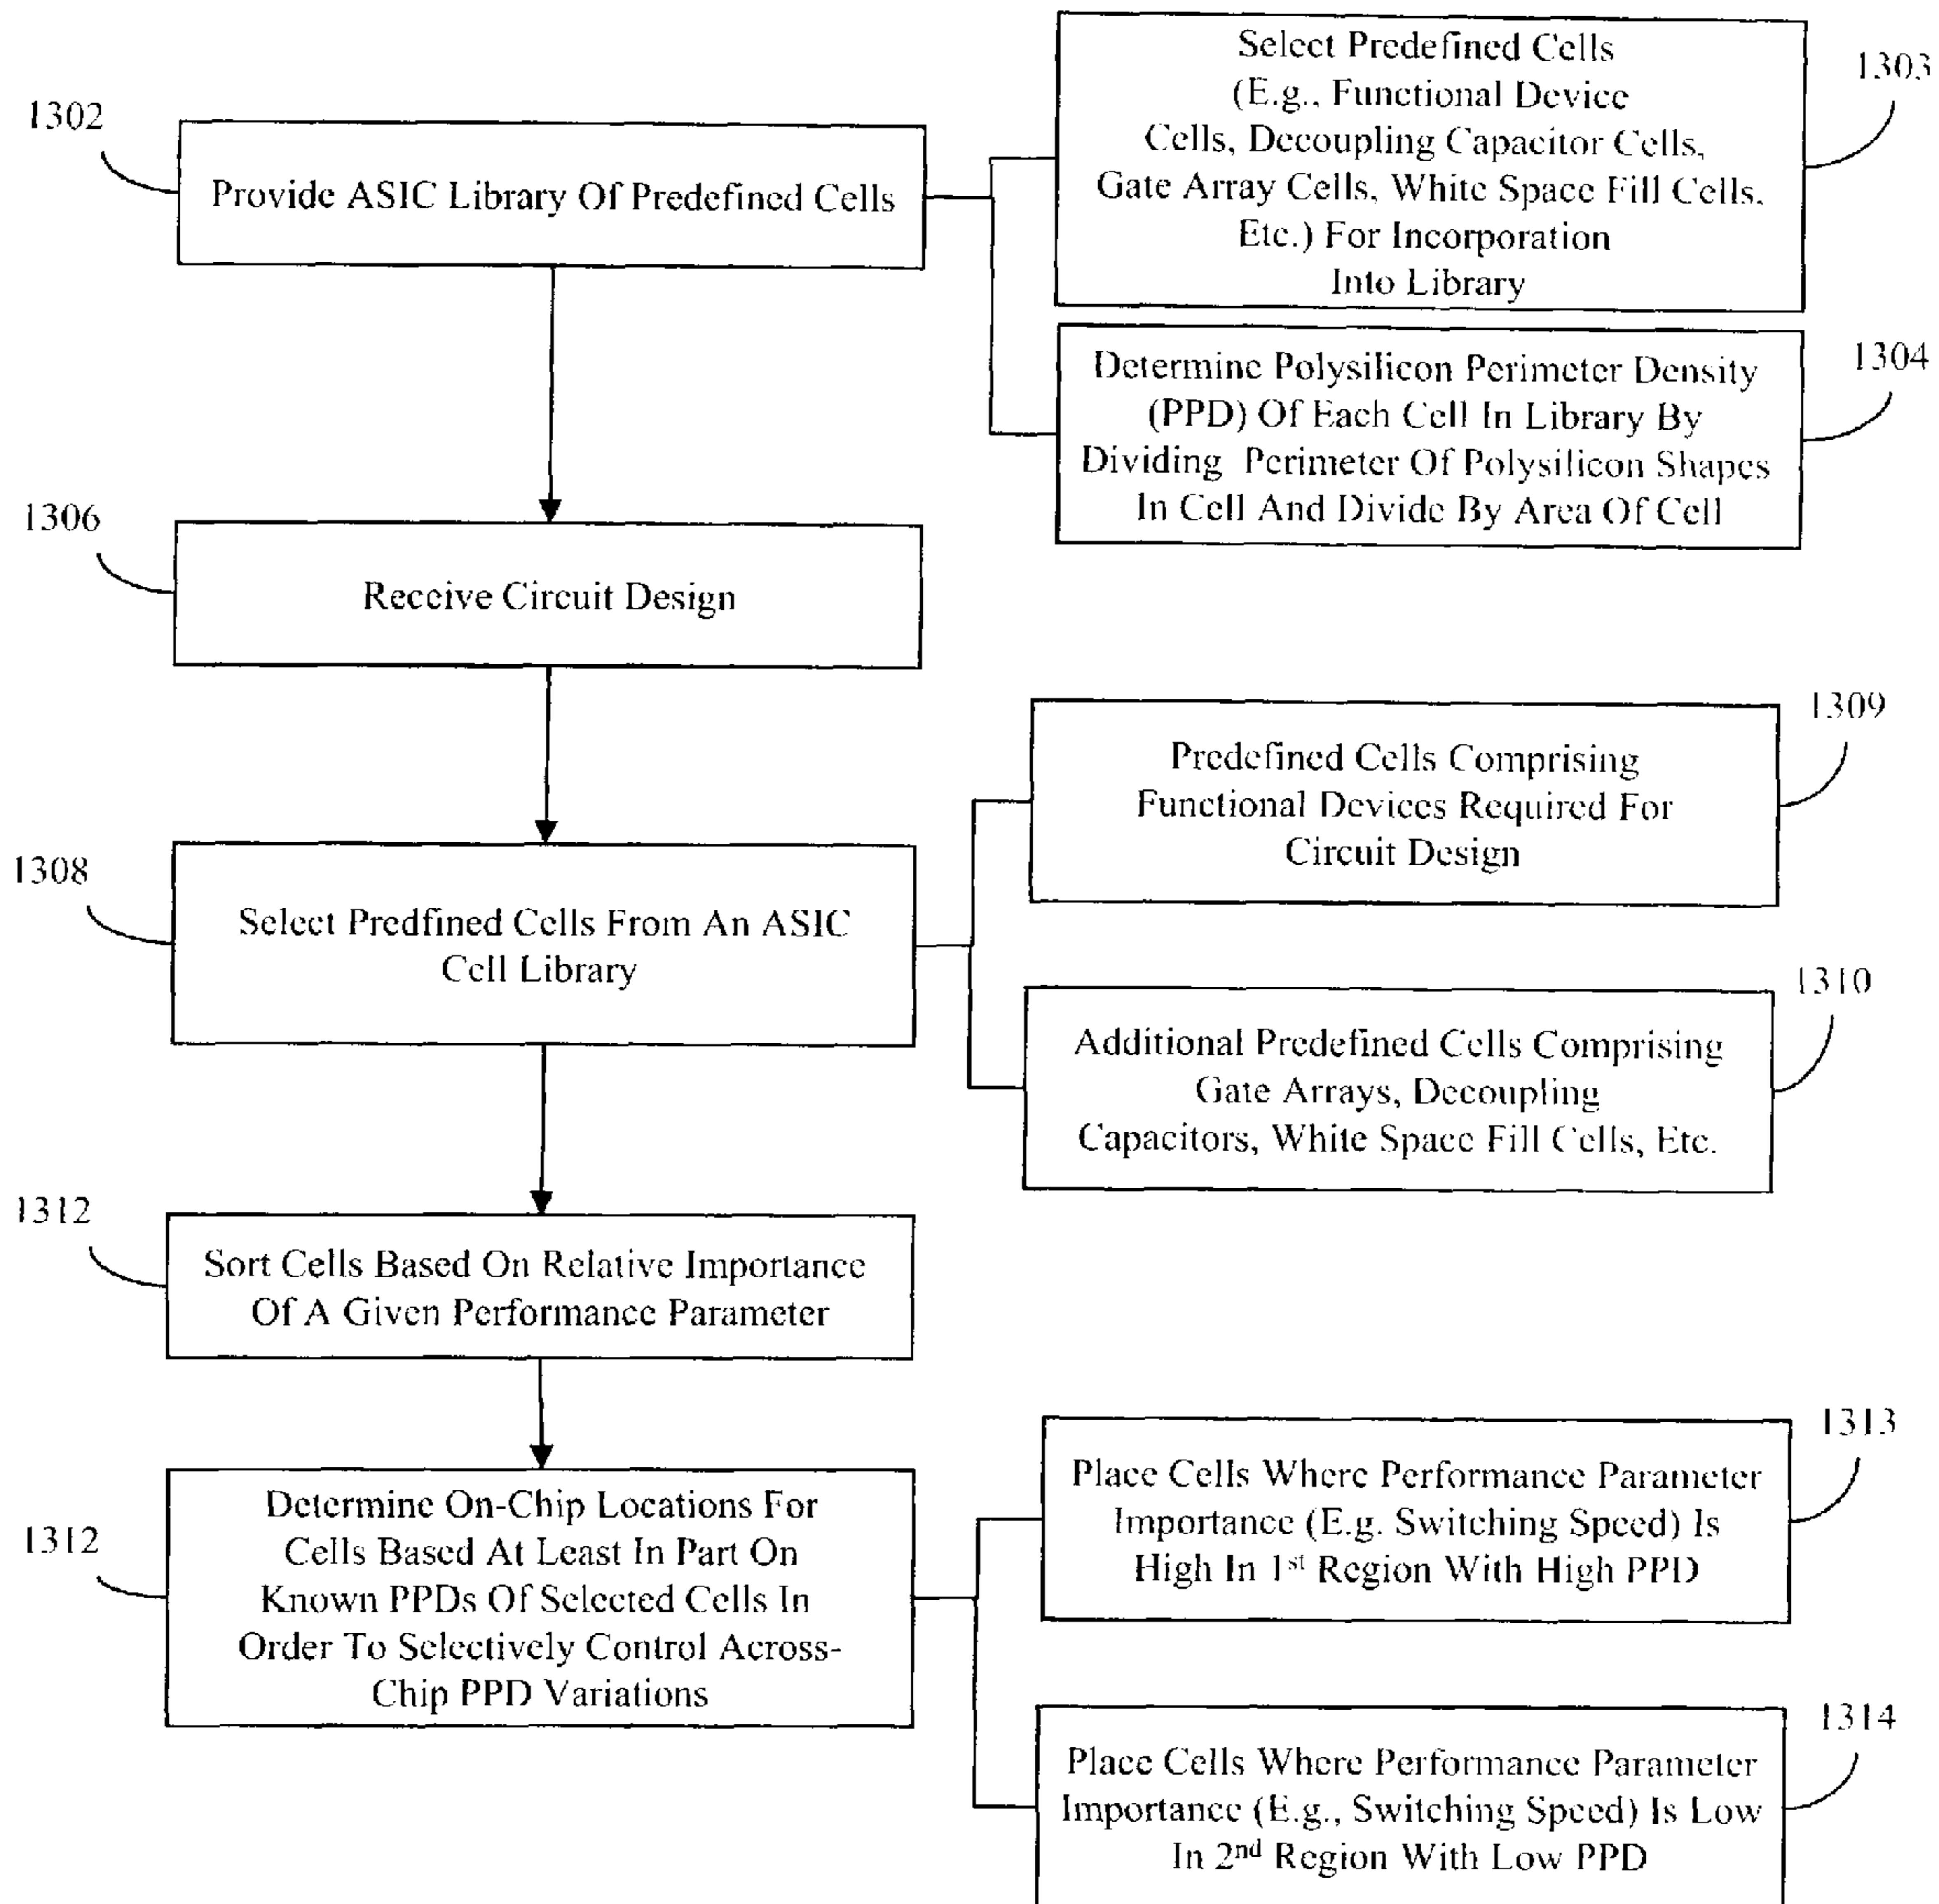 1302
Provide ASIC Library Of Predefined Cells
Select Predefined Cells
(E.g., Functional Device
Cells, Decoupling Capacitor Cells,
Gate Array Cells, White Space Fill Cells,
Etc.) For Incorporation
Into Library
1303
Determine Polysilicon Perimeter Density
(PPD) Of Each Cell In Library By
Dividing Perimeter Of Polysilicon Shapes
In Cell And Divide By Area Of Cell
1304
1306
Receive Circuit Design
1308
Select Predfined Cells From An ASIC
Cell Library
Predefined Cells Comprising
Functional Devices Required For
Circuit Design
1309
Additional Predefined Cells Comprising
Gate Arrays, Decoupling
Capacitors, White Space Fill Cells, Etc.
1310
1312
Sort Cells Based On Relative Importance
Of A Given Performance Parameter
1312
Determine On-Chip Locations For
Cells Based At Least In Part On
Known PPDs Of Selected Cells In
Order To Selectively Control Across-
Chip PPD Variations
Place Cells Where Performance Parameter
Importance (E.g. Switching Speed) Is
High In 1st Region With High PPD
1313
Place Cells Where Performance Parameter
Importance (E.g., Switching Speed) Is Low
In 2nd Region With Low PPD
1314